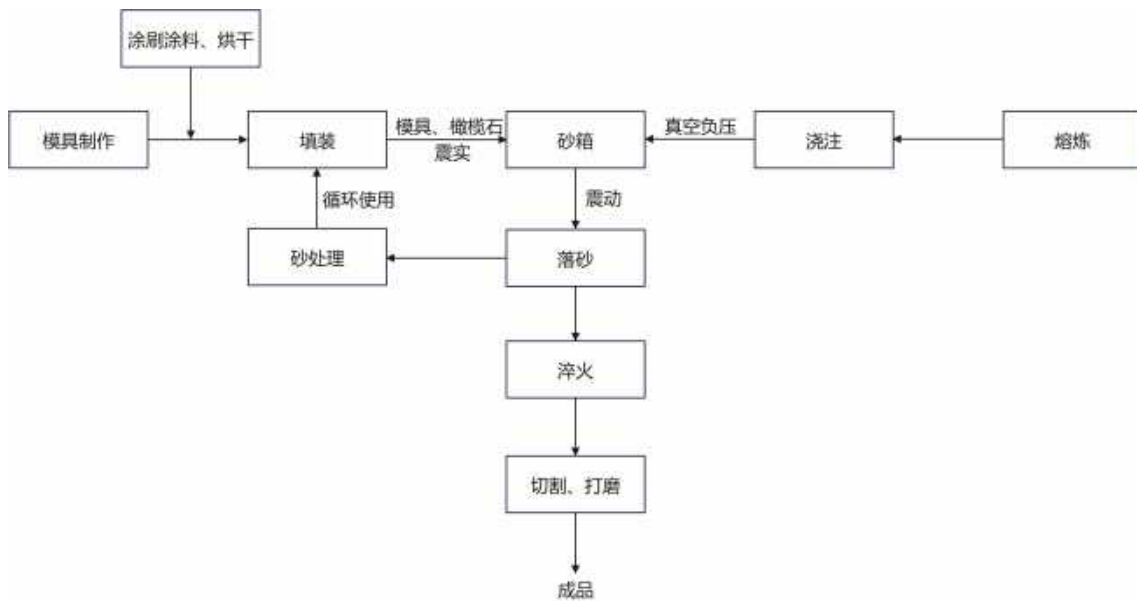 涂刷涂料、烘干
模具制作
填装
模具、橄榄石
震实
砂箱
真空负压
浇注
熔炼
循环使用
震动
砂处理
落砂
淬火
切割、打磨
成品